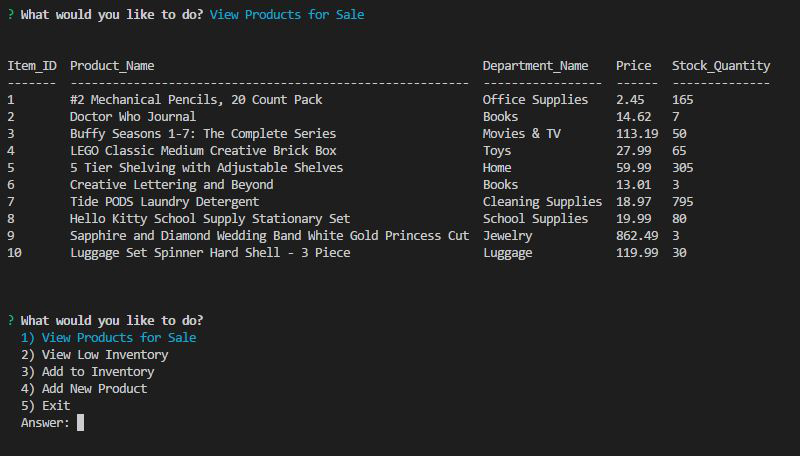 ? What would you like to do? View Products for Sale
Item_ID  Product_Name                                               Department_Name    Price   Stock_Quantity
-------  ---------------------------------------------------------  -----------------  ------  --------------
1        #2 Mechanical Pencils, 20 Count Pack                       Office Supplies    2.45    165
2        Doctor Who Journal                                         Books              14.62   7
3        Buffy Seasons 1-7: The Complete Series                     Movies & TV        113.19  50
4        LEGO Classic Medium Creative Brick Box                     Toys               27.99   65
5        5 Tier Shelving with Adjustable Shelves                    Home               59.99   305
6        Creative Lettering and Beyond                              Books              13.01   3
7        Tide PODS Laundry Detergent                                Cleaning Supplies  18.97   795
8        Hello Kitty School Supply Stationary Set                   School Supplies    19.99   80
9        Sapphire and Diamond Wedding Band White Gold Princess Cut  Jewelry            862.49  3
10       Luggage Set Spinner Hard Shell - 3 Piece                   Luggage            119.99  30
? What would you like to do?
1) View Products for Sale
2) View Low Inventory
3) Add to Inventory
4) Add New Product
5) Exit
Answer: